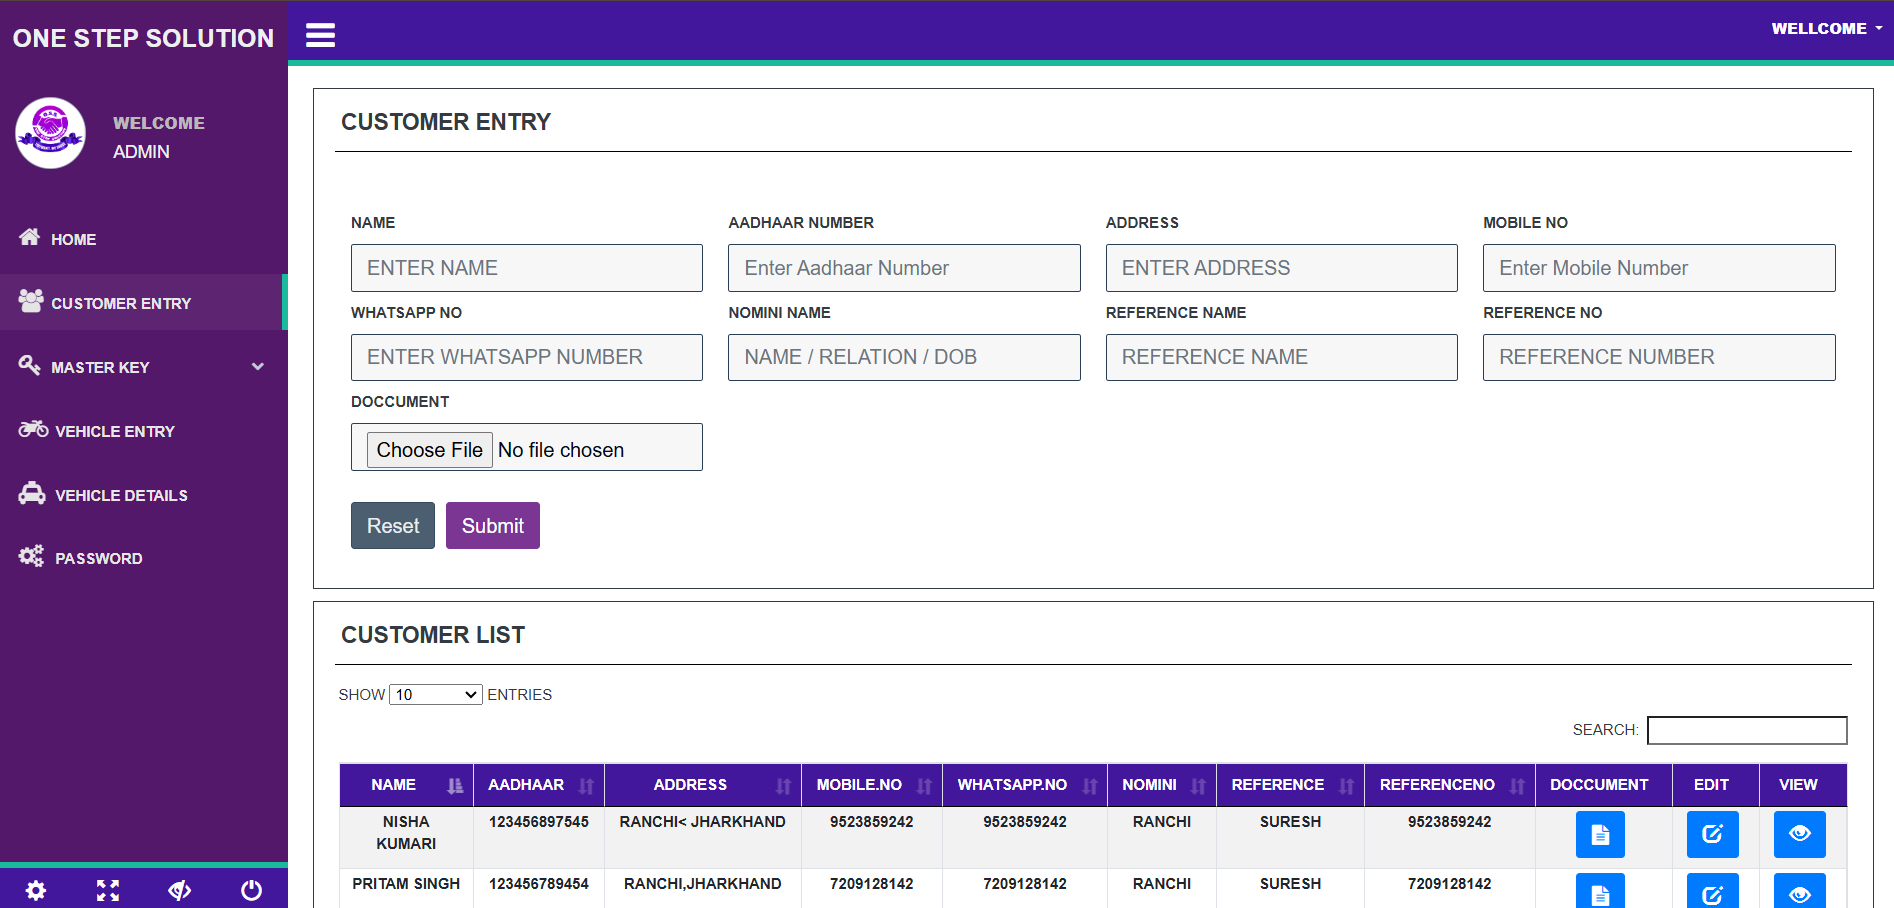 ONE STEP SOLUTION
WELLCOME
WELCOME
ADMIN
HOME
CUSTOMER ENTRY
MASTER KEY
VEHICLE ENTRY
VEHICLE DETAILS
PASSWORD
CUSTOMER ENTRY
NAME AADHAAR NUMBER ADDRESS MOBILE NO
ENTER NAME Enter Aadhaar Number ENTER ADDRESS Enter Mobile Number
WHATSAPP NO NOMINI NAME REFERENCE NAME REFERENCE NO
ENTER WHATSAPP NUMBER NAME / RELATION / DOB REFERENCE NAME REFERENCE NUMBER
DOCCUMENT
Choose File No file chosen
Reset Submit
CUSTOMER LIST
SHOW 10 ENTRIES
SEARCH:
NAME AADHAAR ADDRESS MOBILE.NO WHATSAPP.NO NOMINI REFERENCE REFERENCENO DOCCUMENT EDIT VIEW
NISHA KUMARI 123456897545 RANCHI< JHARKHAND 9523859242 9523859242 RANCHI SURESH 9523859242
PRITAM SINGH 123456789454 RANCHI,JHARKHAND 7209128142 7209128142 RANCHI SURESH 7209128142